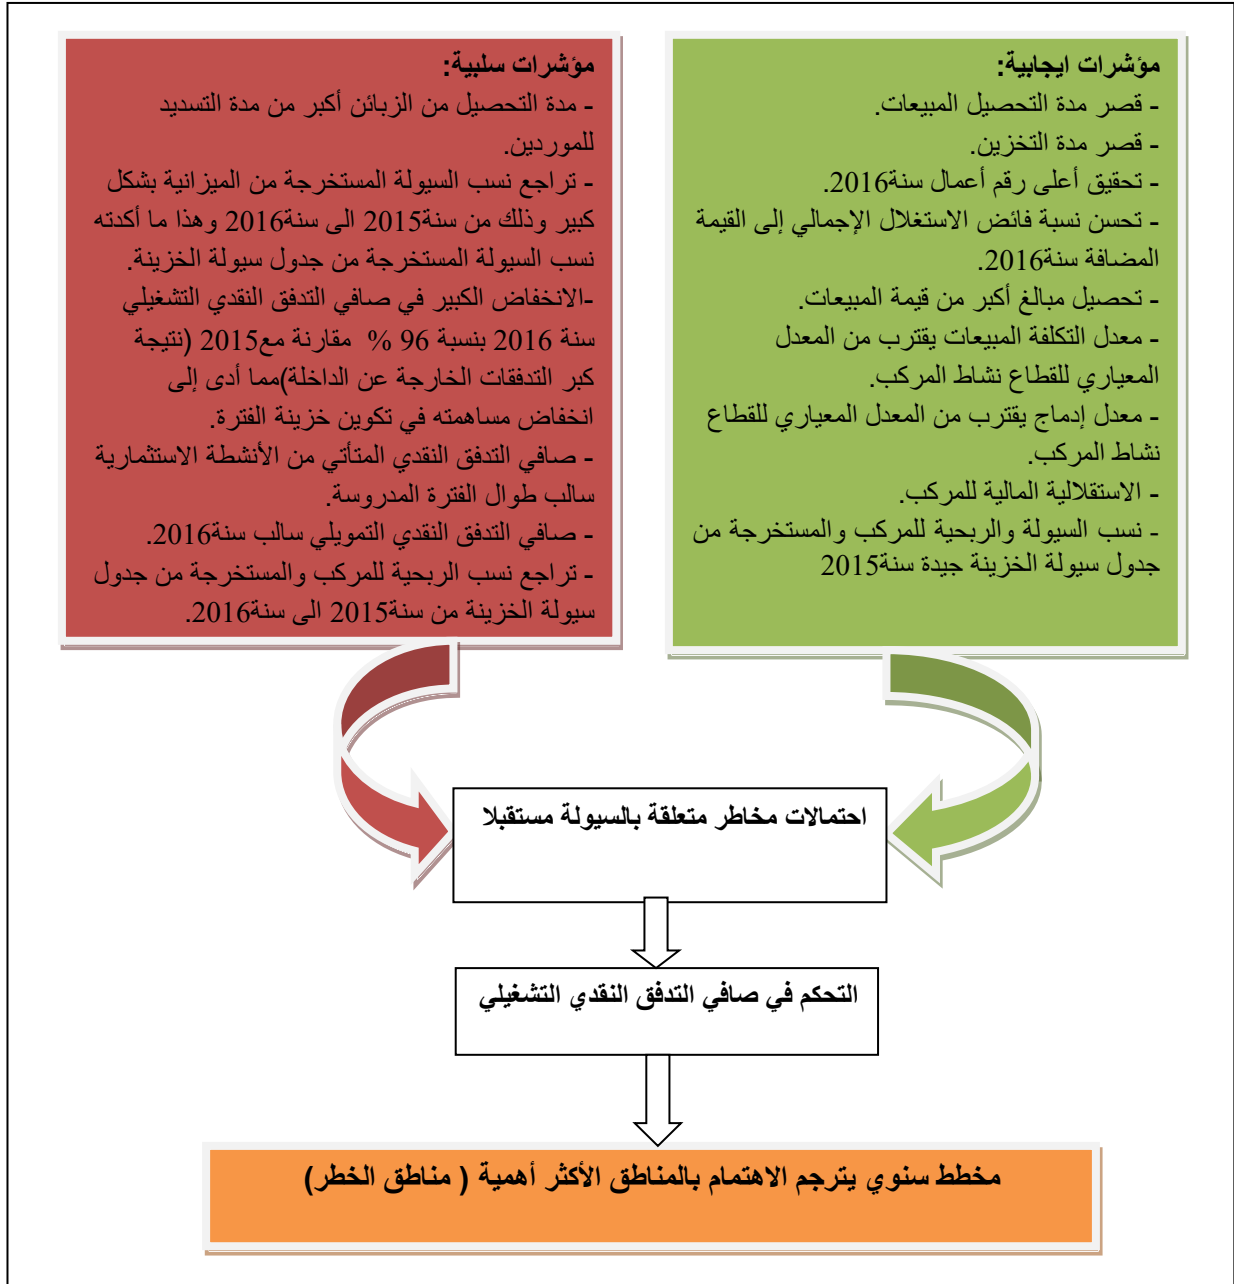 مؤشرات ايجابية:
- قصر مدة التحصيل المبيعات.
- قصر مدة التخزين.
- تحقيق أعلى رقم أعمال سنة2016.
- تحسن نسبة فائض الاستغلال الإجمالي إلى القيمة
المضافة سنة2016.
- تحصيل مبالغ أكبر من قيمة المبيعات.
- معدل التكلفة المبيعات يقترب من المعدل
المعياري للقطاع نشاط المركب.
- معدل إدماج يقترب من المعدل المعياري للقطاع
نشاط المركب.
- الاستقلالية المالية للمركب.
- نسب السيولة والربحية للمركب والمستخرجة من
جدول سيولة الخزينة جيدة سنة2015
مؤشرات سلبية:
- مدة التحصيل من الزبائن أكبر من مدة التسديد
للموردين.
- تراجع نسب السيولة المستخرجة من الميزانية بشكل
كبير وذلك من سنة2015 الى سنة2016 وهذا ما أكدته
نسب السيولة المستخرجة من جدول سيولة الخزينة.
-الانخفاض الكبير في صافي التدفق النقدي التشغيلي
سنة 2016 بنسبة 96 % مقارنة مع2015 (نتيجة
كبر التدفقات الخارجة عن الداخلة)مما أدى إلى
انخفاض مساهمته في تكوين خزينة الفترة.
- صافي التدفق النقدي المتأتي من الأنشطة الاستثمارية
سالب طوال الفترة المدروسة.
- صافي التدفق النقدي التمويلي سالب سنة2016.
- تراجع نسب الربحية للمركب والمستخرجة من جدول
سيولة الخزينة من سنة2015 الى سنة2016.
احتمالات مخاطر متعلقة بالسيولة مستقبلا
التحكم في صافي التدفق النقدي التشغيلي
مخطط سنوي يترجم الاهتمام بالمناطق الأكثر أهمية ( مناطق الخطر)